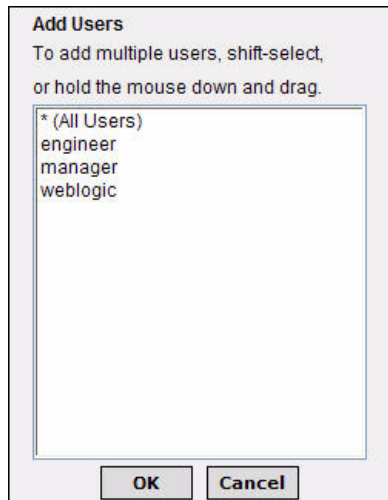 Add Users
To add multiple users, shift-select,
or hold the mouse down and drag.
* (All Users)
engineer
manager
weblogic
OK Cancel